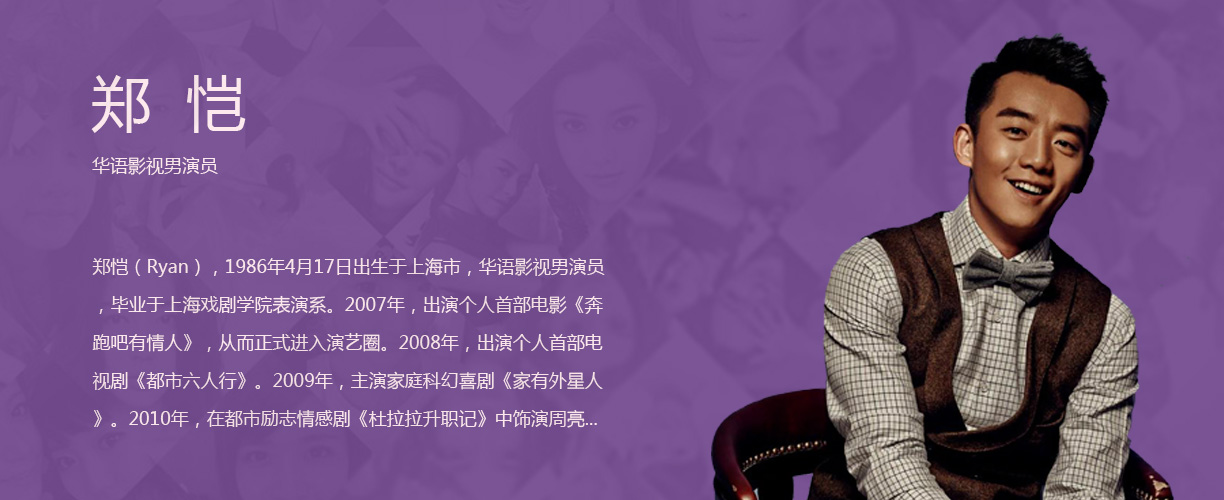 郑 恺
华语影视男演员
郑恺（Ryan），1986年4月17日出生于上海市，华语影视男演员
，毕业于上海戏剧学院表演系。2007年，出演个人首部电影《奔
跑吧有情人》，从而正式进入演艺圈。2008年，出演个人首部电
视剧《都市六人行》。2009年，主演家庭科幻喜剧《家有外星人
》。2010年，在都市励志情感剧《杜拉拉升职记》中饰演周亮...